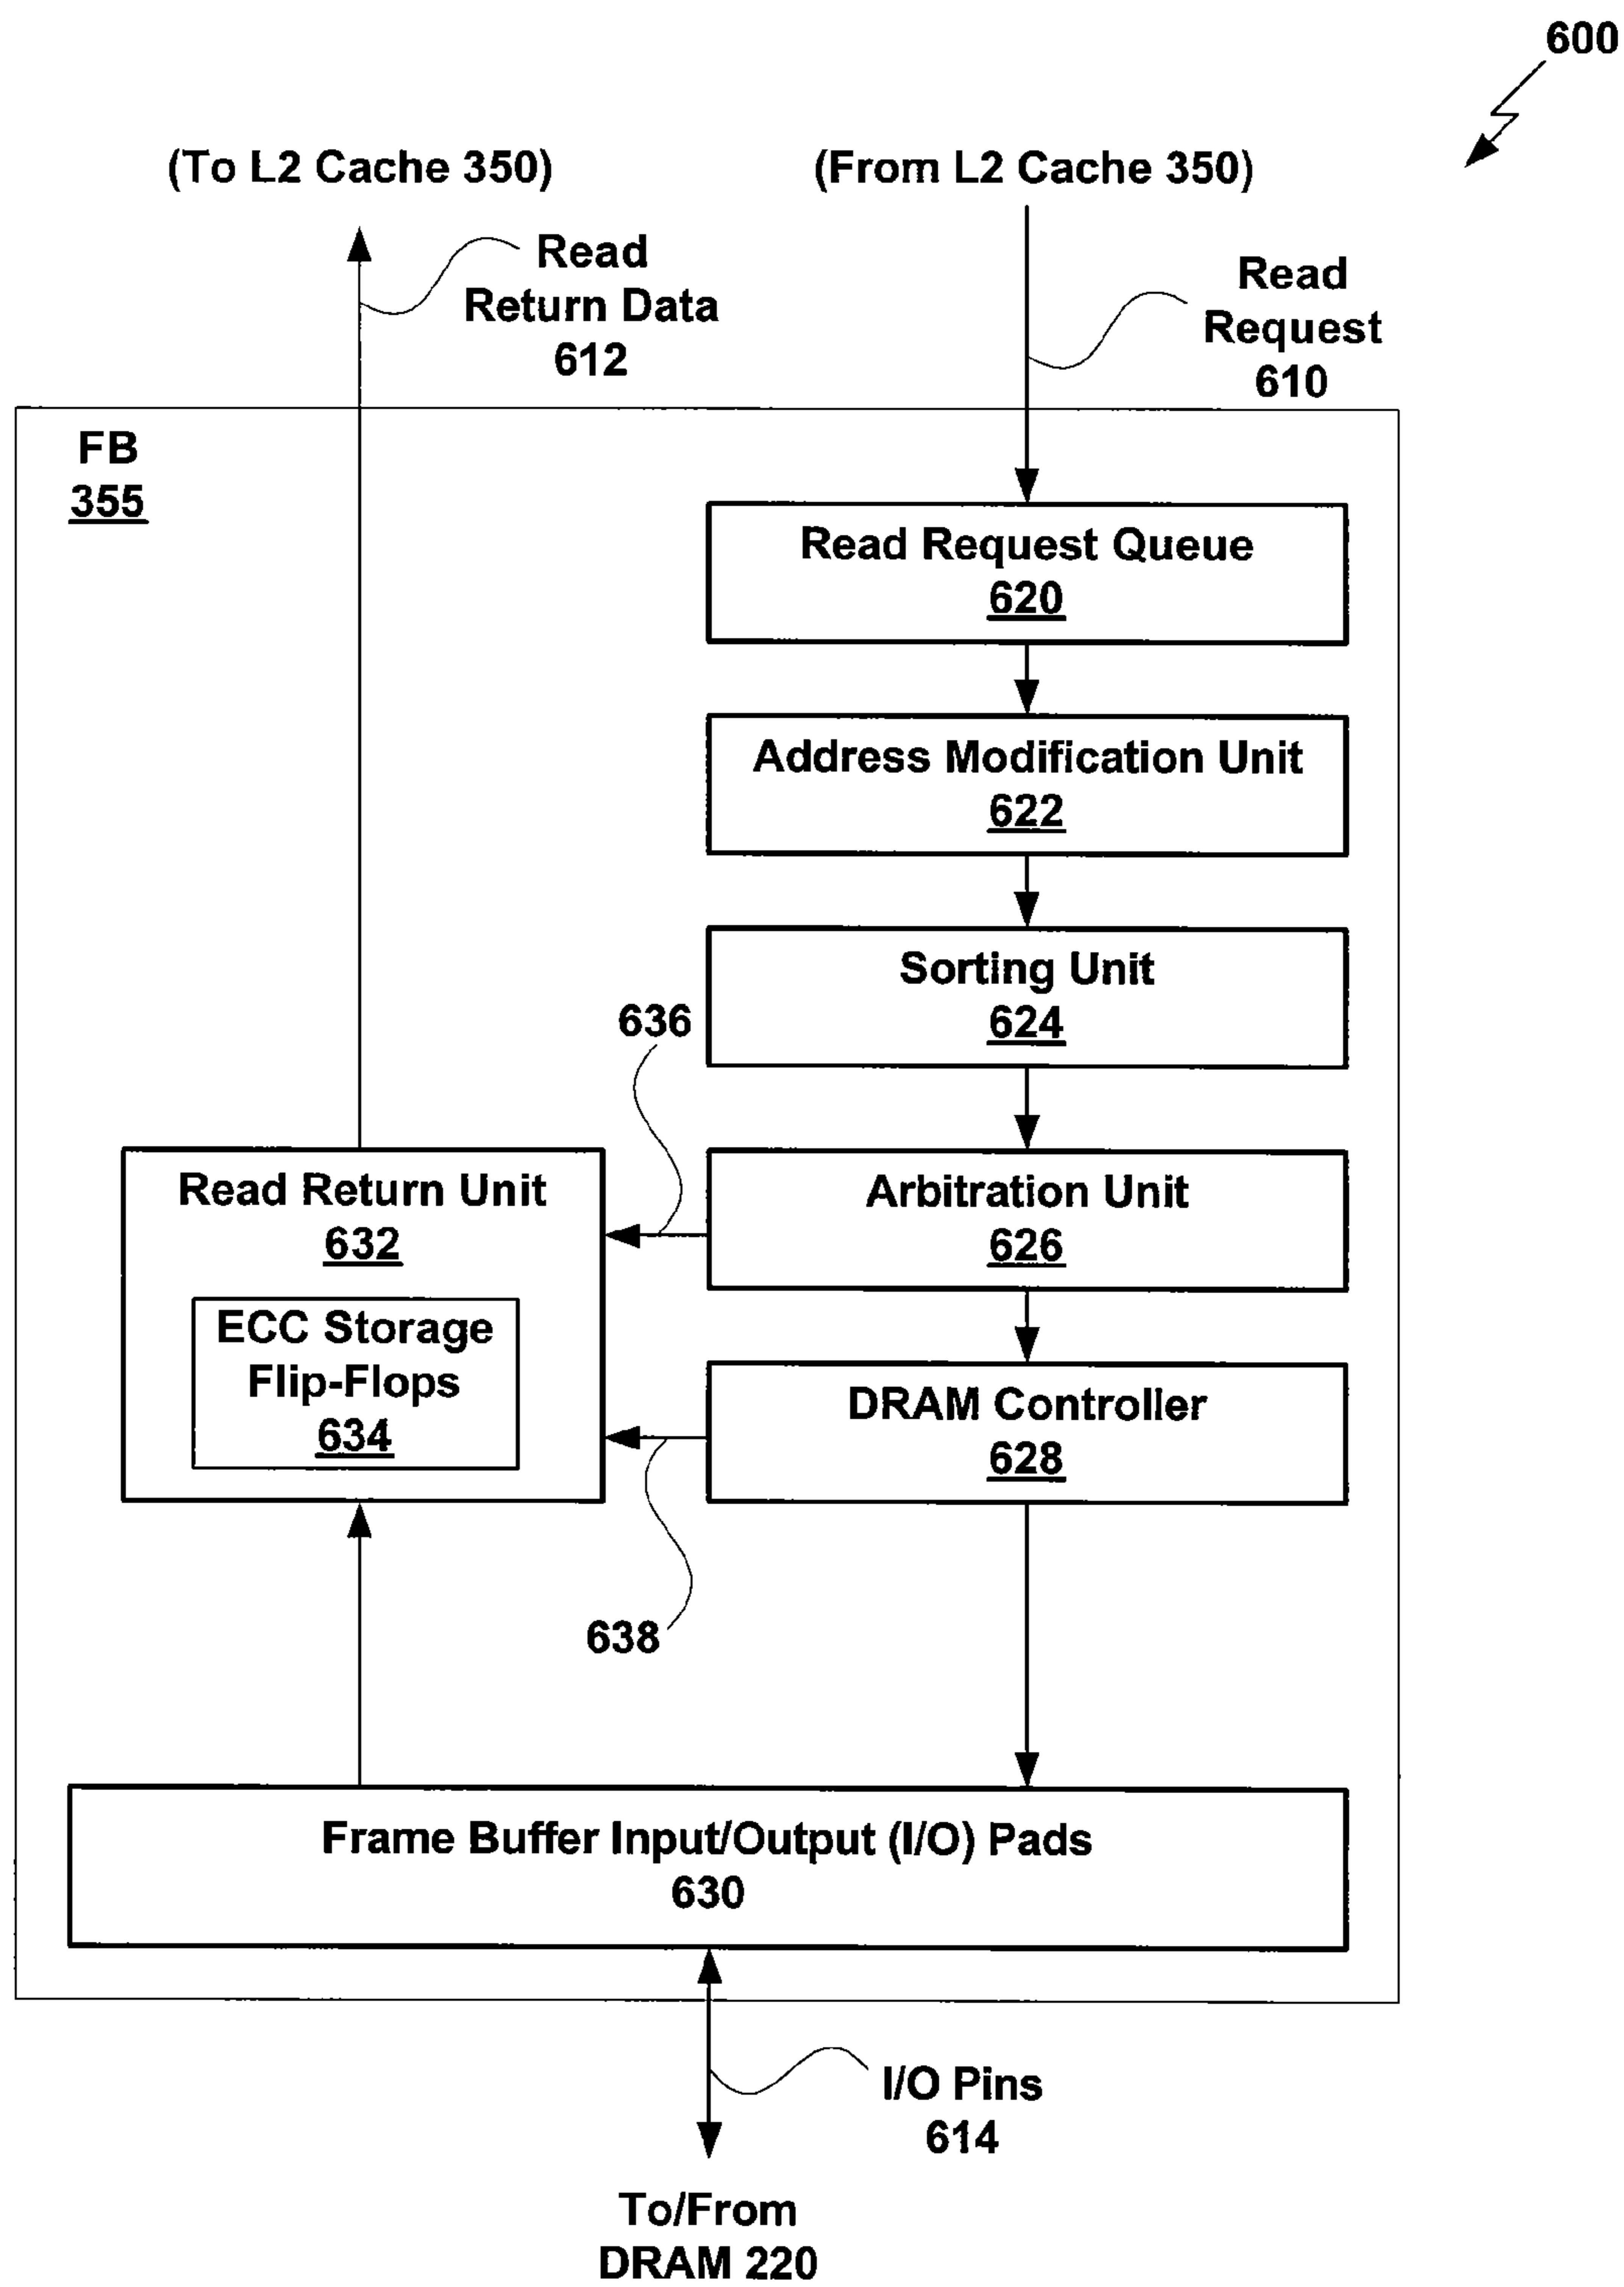 600
(To L2 Cache 350)
(From L2 Cache 350)
Read
Return Data
612
Read
Request
610
FB
355
Read Request Queue
620
Address Modification Unit
622
Sorting Unit
624
636
Arbitration Unit
626
Read Return Unit
632
ECC Storage
Flip-Flops
634
DRAM Controller
628
638
Frame Buffer Input/Output (I/O) Pads
630
I/O Pins
614
To/From
DRAM 220